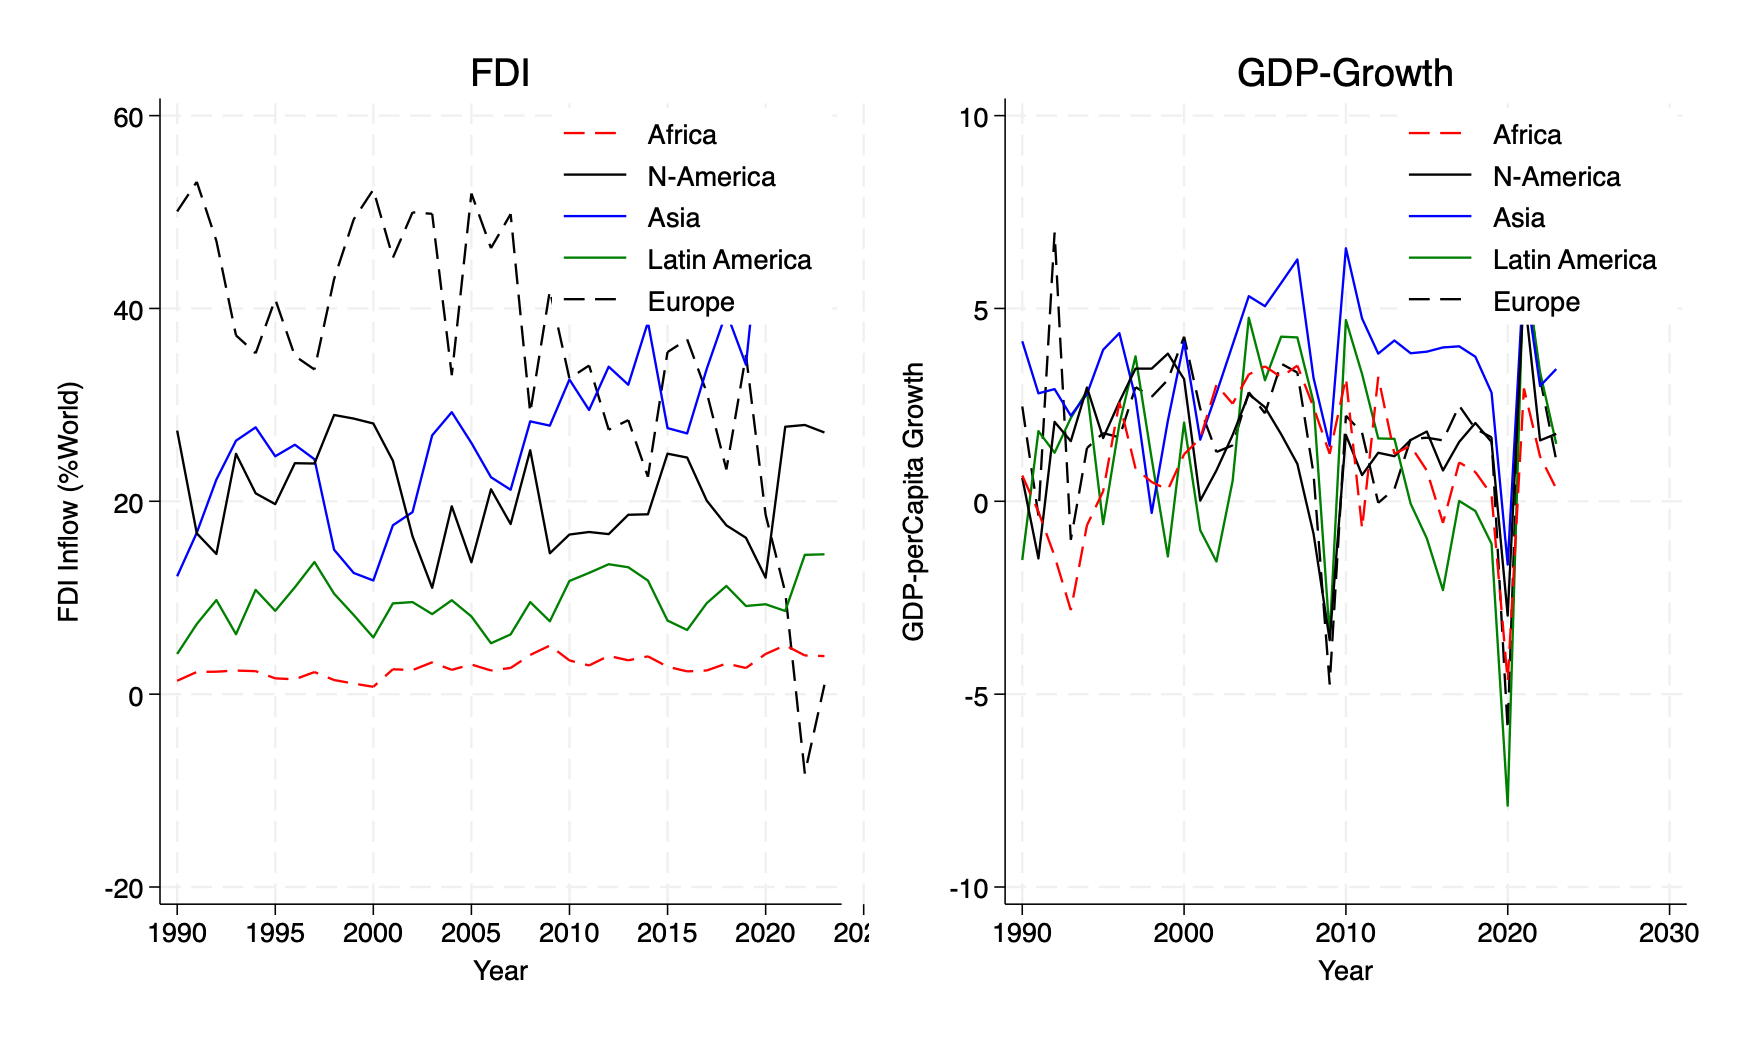 FDI
60
40
20
0
-20
FDI Inflow (%World)
Africa
N-America
Asia
Latin America
Europe
1990 1995 2000 2005 2010 2015 2020 202
Year
GDP-Growth
10
5
0
-5
-10
GDP-perCapita Growth
Africa
N-America
Asia
Latin America
Europe
1990 2000 2010 2020 2030
Year